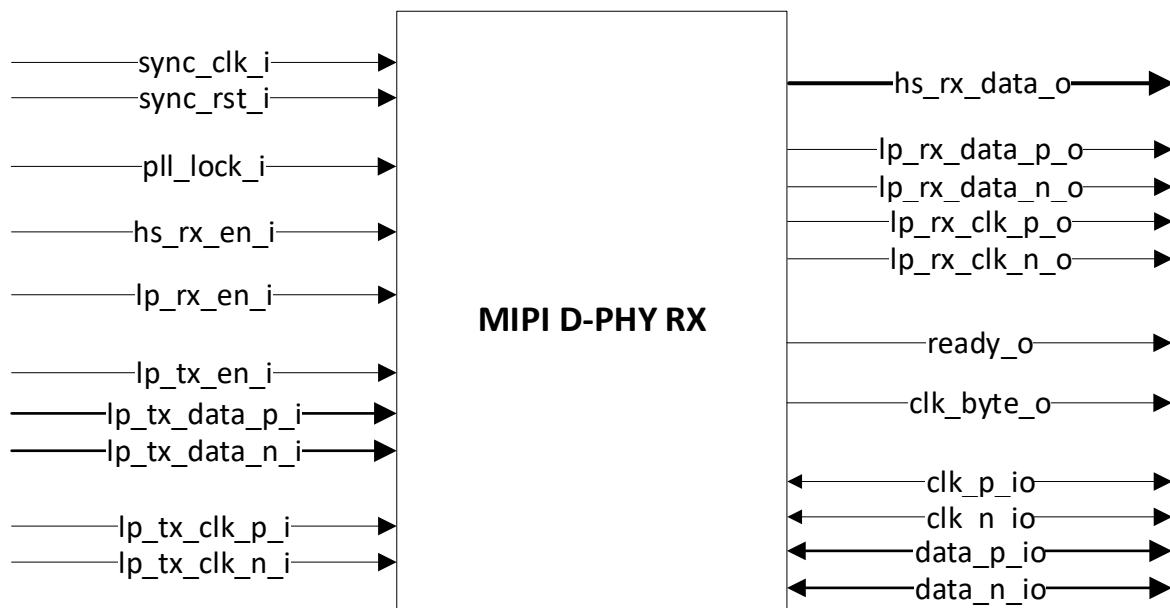 sync_clk_i
sync_rst_i
pll_lock_i
hs_rx_en_i
lp_rx_en_i
lp_tx_en_i
lp_tx_data_p_i
lp_tx_data_n_i
lp_tx_clk_p_i
lp_tx_clk_n_i
MIPI D-PHY RX
hs_rx_data_o
lp_rx_data_p_o
lp_rx_data_n_o
lp_rx_clk_p_o
lp_rx_clk_n_o
ready_o
clk_byte_o
clk_p_io
clk_n_io
data_p_io
data_n_io